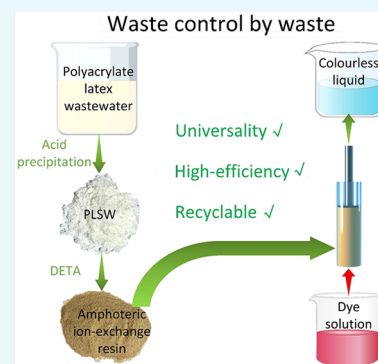 Waste control by waste
Polyacrylate
latex
wastewater
Acid
precipitation
PLSW
DETA
Amphoteric
ion-exchange
resin
Universality √
High-efficiency √
Recyclable √
Colourless
liquid
Dye
solution